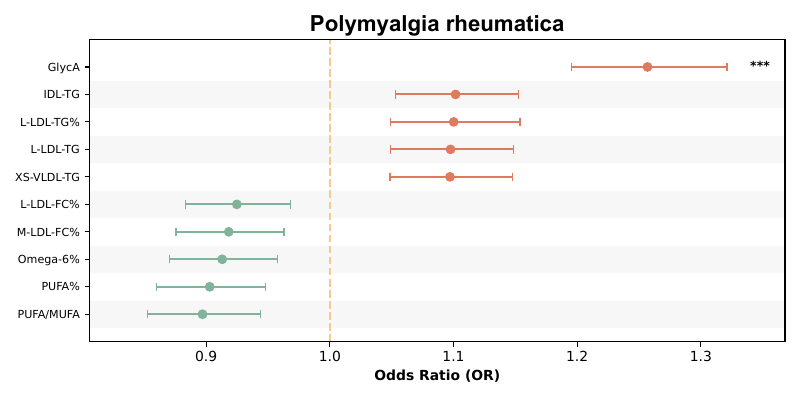 Polymyalgia rheumatica
GlycA
***
IDL-TG
L-LDL-TG%
L-LDL-TG
XS-VLDL-TG
L-LDL-FC%
M-LDL-FC%
Omega-6%
PUFA%
PUFA/MUFA
0.9 1.0 1.1 1.2 1.3
Odds Ratio (OR)